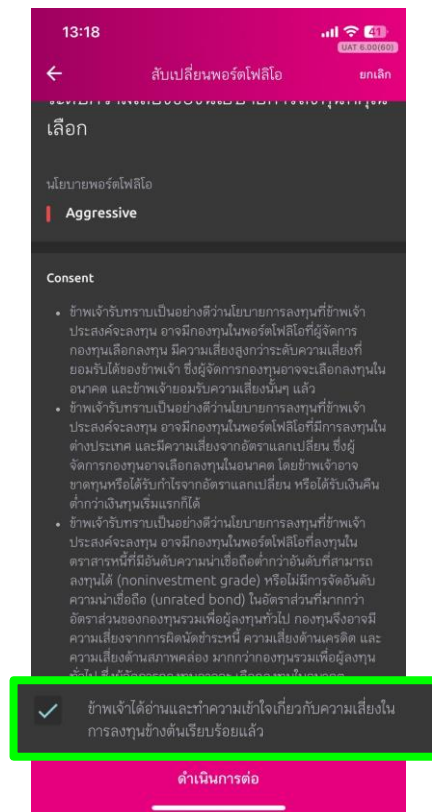 13:18
41
UAT 6.00(60)
สับเปลี่ยนพอร์ตโฟลิโอ
ยกเลิก
เลือก
นโยบายพอร์ตโฟลิโอ
Aggressive
Consent
• ข้าพเจ้ารับทราบเป็นอย่างดีว่านโยบายการลงทุนที่ข้าพเจ้า
ประสงค์จะลงทุน อาจมีกองทุนในพอร์ตโฟลิโอที่ผู้จัดการ
กองทุนเลือกลงทุน มีความเสี่ยงสูงกว่าระดับความเสี่ยงที่
ยอมรับได้ของข้าพเจ้า ซึ่งผู้จัดการกองทุนอาจจะเลือกลงทุนใน
อนาคต และข้าพเจ้ายอมรับความเสี่ยงนั้นๆ แล้ว
• ข้าพเจ้ารับทราบเป็นอย่างดีว่านโยบายการลงทุนที่ข้าพเจ้า
ประสงค์จะลงทุน อาจมีกองทุนในพอร์ตโฟลิโอที่มีการลงทุนใน
ต่างประเทศ และมีความเสี่ยงจากอัตราแลกเปลี่ยน ซึ่งผู้
จัดการกองทุนอาจเลือกลงทุนในอนาคต โดยข้าพเจ้าอาจ
ขาดทุนหรือได้รับกำไรจากอัตราแลกเปลี่ยน หรือได้รับเงินคืน
ต่ำกว่าเงินทุนเริ่มแรกก็ได้
• ข้าพเจ้ารับทราบเป็นอย่างดีว่านโยบายการลงทุนที่ข้าพเจ้า
ประสงค์จะลงทุน อาจมีกองทุนในพอร์ตโฟลิโอที่ลงทุนใน
ตราสารหนี้ที่มีอันดับความน่าเชื่อถือต่ำกว่าอันดับที่สามารถ
ลงทุนได้ (noninvestment grade) หรือไม่มีการจัดอันดับ
ความน่าเชื่อถือ (unrated bond) ในอัตราส่วนที่มากกว่า
อัตราส่วนของกองทุนรวมเพื่อผู้ลงทุนทั่วไป กองทุนจึงอาจมี
ความเสี่ยงจากการผิดนัดชำระหนี้ ความเสี่ยงด้านเครดิต และ
ความเสี่ยงด้านสภาพคล่อง มากกว่ากองทุนรวมเพื่อผู้ลงทุน
ข้าพเจ้าได้อ่านและทำความเข้าใจเกี่ยวกับความเสี่ยงใน
การลงทุนข้างต้นเรียบร้อยแล้ว
ดำเนินการต่อ